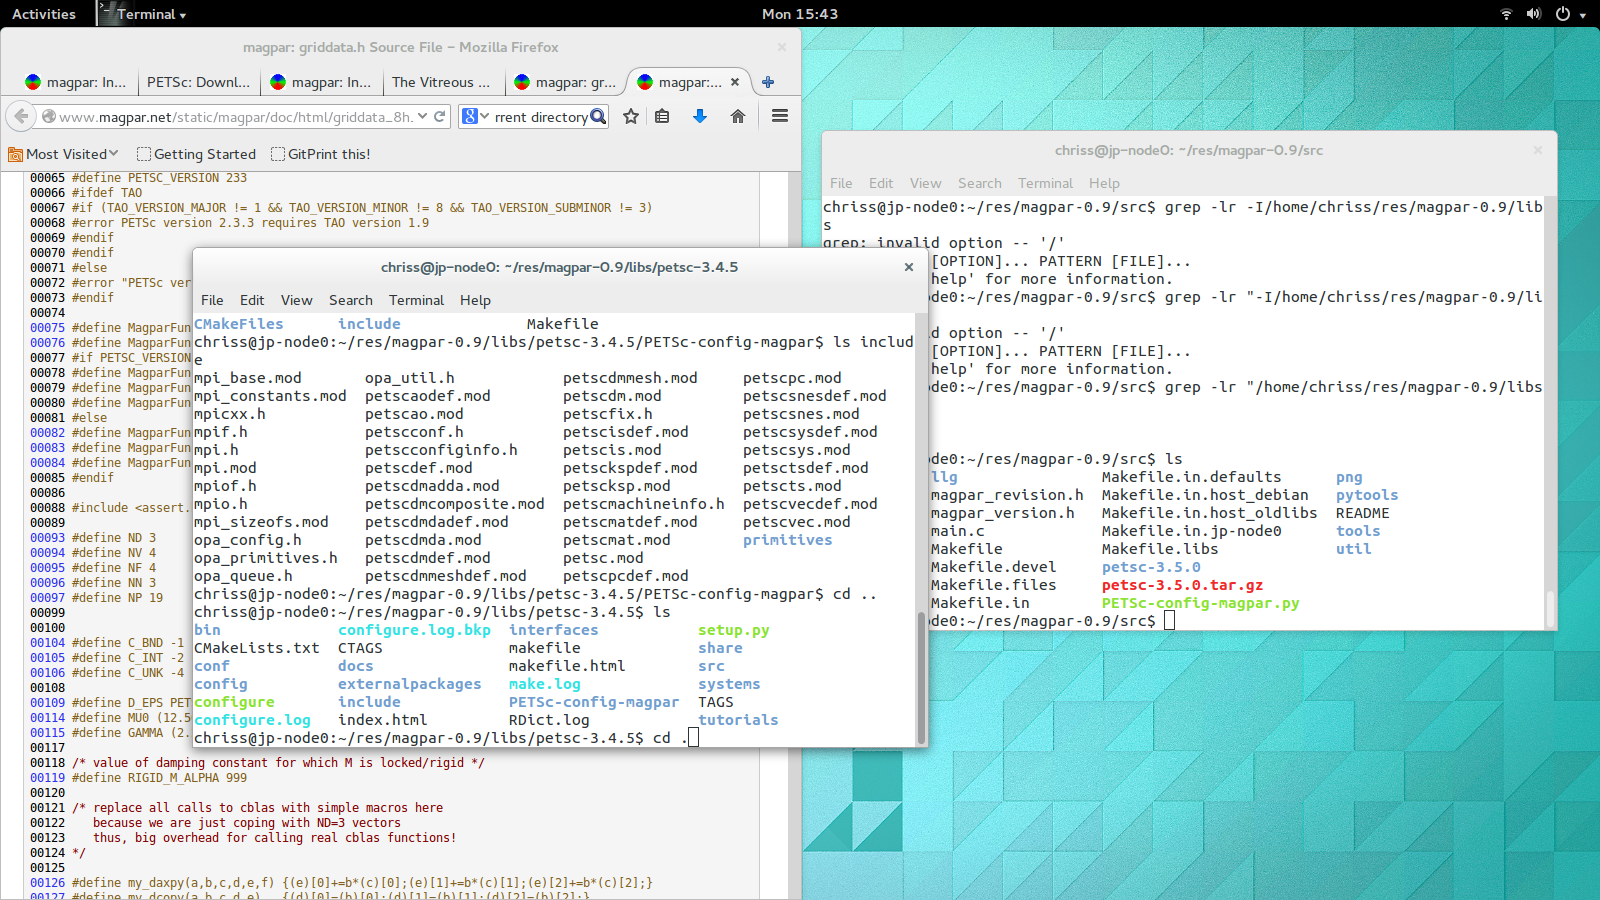 Activities
Terminal
Mon 15:43
magpar: griddata.h Source File - Mozilla Firefox
magpar: In...
PETSc: Downl...
magpar: In...
The Vitreous ...
magpar: gr...
magpar:...
www.magpar.net/static/magpar/doc/html/griddata_8h.
rrent directory
Most Visited
Getting Started
GitPrint this!
00065 #define PETSC_VERSION 233
00066 #ifdef TAO
00067 #if (TAO_VERSION_MAJOR != 1 && TAO_VERSION_MINOR != 8 && TAO_VERSION_SUBMINOR != 3)
00068 #error PETSc version 2.3.3 requires TAO version 1.9
00069 #endif
00070 #endif
00071 #else
00072 #error "PETSc ver
00073 #endif
00074
00075 #define MagparFun
00076 #define MagparFun
00077 #if PETSC_VERSION
00078 #define MagparFun
00079 #define MagparFun
00080 #define MagparFun
00081 #else
00082 #define MagparFun
00083 #define MagparFun
00084 #define MagparFun
00085 #endif
00086
00088 #include <assert.
00089
00093 #define ND 3
00094 #define NV 4
00095 #define NF 4
00096 #define NN 3
00097 #define NP 19
00099
00100
00104 #define C_BND -1
00105 #define C_INT -2
00106 #define C_UNK -4
00108
00109 #define D_EPS PET
00114 #define MU0 (12.5
00115 #define GAMMA (2.
00117
00118 /* value of damping constant for which M is locked/rigid */
00119 #define RIGID_M_ALPHA 999
00120
00121 /* replace all calls to cblas with simple macros here
00122 because we are just coping with ND=3 vectors
00123 thus, big overhead for calling real cblas functions!
00124 */
00125
00126 #define my_daxpy(a,b,c,d,e,f) {(e)[0]+=b*(c)[0];(e)[1]+=b*(c)[1];(e)[2]+=b*(c)[2];}
00127 #define my_dcopy(a,b,c,d,e) {(d)[0]=(b)[0];(d)[1]=(b)[1];(d)[2]=(b)[2];}
chriss@jp-node0: ~/res/magpar-0.9/libs/petsc-3.4.5
File Edit View Search Terminal Help
CMakeFiles include Makefile
chriss@jp-node0:~/res/magpar-0.9/libs/petsc-3.4.5/PETSc-config-magpar$ ls includ
e
mpi_base.mod opa_util.h petscdmmesh.mod petscpc.mod
mpi_constants.mod petscaodef.mod petscdm.mod petscsnesdef.mod
mpicxx.h petscao.mod petscfix.h petscsnes.mod
mpif.h petscconf.h petscisdef.mod petscsysdef.mod
mpi.h petscconfiginfo.h petscis.mod petscsys.mod
mpi.mod petscdef.mod petsckspdef.mod petsctsdef.mod
mpiof.h petscdmadda.mod petscksp.mod petscts.mod
mpio.h petscdmcomposite.mod petscmachineinfo.h petscvecdef.mod
mpi_sizeofs.mod petscdmdadef.mod petscmatdef.mod petscvec.mod
opa_config.h petscdmda.mod petscmat.mod primitives
opa_primitives.h petscdmdef.mod petsc.mod
opa_queue.h petscdmmeshdef.mod petscpcdef.mod
chriss@jp-node0:~/res/magpar-0.9/libs/petsc-3.4.5/PETSc-config-magpar$ cd ..
chriss@jp-node0:~/res/magpar-0.9/libs/petsc-3.4.5$ ls
bin configure.log.bkp interfaces setup.py
CMakeLists.txt CTAGS makefile share
conf docs makefile.html src
config externalpackages make.log systems
configure include PETSc-config-magpar TAGS
configure.log index.html RDict.log tutorials
chriss@jp-node0:~/res/magpar-0.9/libs/petsc-3.4.5$ cd .
chriss@jp-node0: ~/res/magpar-0.9/src
File Edit View Search Terminal Help
chriss@jp-node0:~/res/magpar-0.9/src$ grep -lr -I/home/chriss/res/magpar-0.9/lib
s
grep: invalid option -- '/'
[OPTION]... PATTERN [FILE]...
help' for more information.
de0:~/res/magpar-0.9/src$ grep -lr "-I/home/chriss/res/magpar-0.9/li
d option -- '/'
[OPTION]... PATTERN [FILE]...
help' for more information.
de0:~/res/magpar-0.9/src$ grep -lr "/home/chriss/res/magpar-0.9/libs
de0:~/res/magpar-0.9/src$ ls
llg Makefile.in.defaults png
magpar_revision.h Makefile.in.host_debian pytools
magpar_version.h Makefile.in.host_oldlibs README
main.c Makefile.in.jp-node0 tools
Makefile Makefile.libs util
Makefile.devel petsc-3.5.0
Makefile.files petsc-3.5.0.tar.gz
Makefile.in PETSc-config-magpar.py
de0:~/res/magpar-0.9/src$